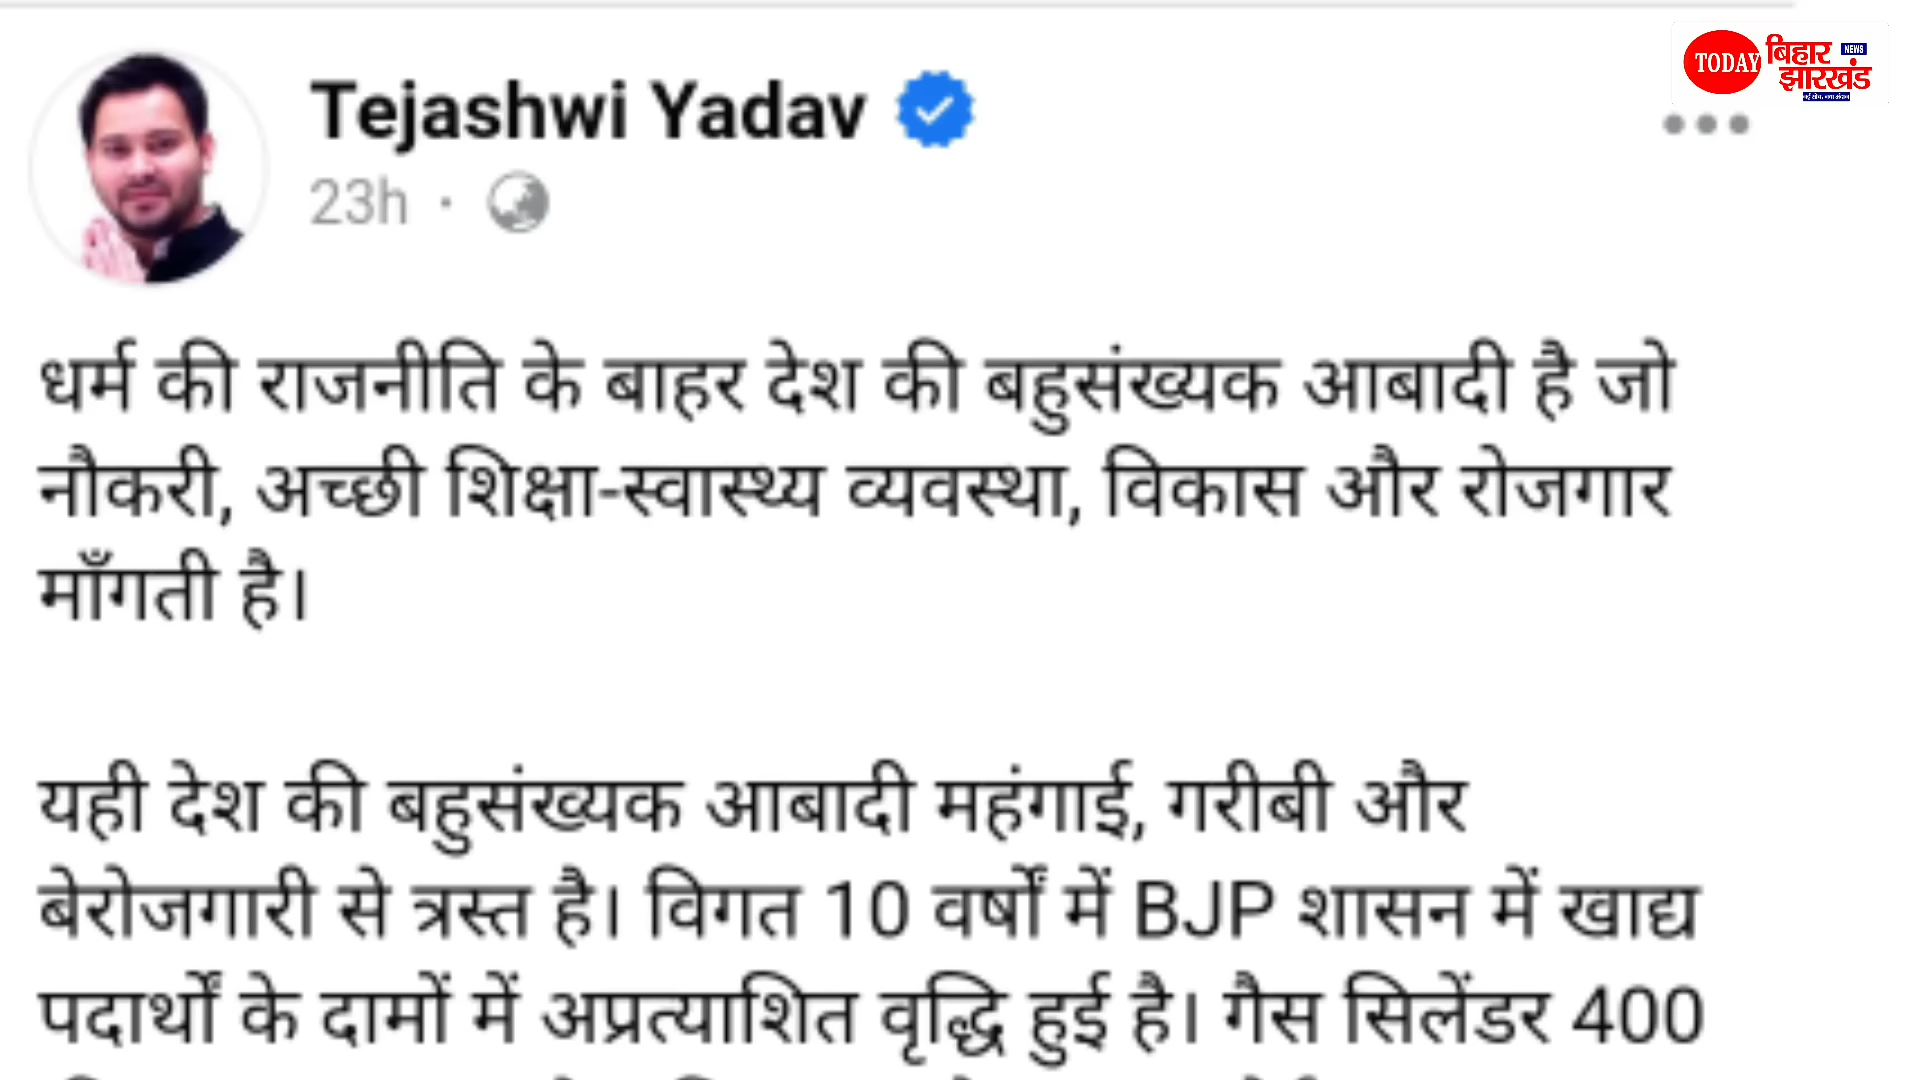 TODAY बिहार NEWS
झारखंड
Tejashwi Yadav
23h ·
धर्म की राजनीति के बाहर देश की बहुसंख्यक आबादी है जो
नौकरी, अच्छी शिक्षा-स्वास्थ्य व्यवस्था, विकास और रोजगार
माँगती है।
यही देश की बहुसंख्यक आबादी महंगाई, गरीबी और
बेरोजगारी से त्रस्त है। विगत 10 वर्षों में BJP शासन में खाद्य
पदार्थों के दामों में अप्रत्याशित वृद्धि हुई है। गैस सिलेंडर 400